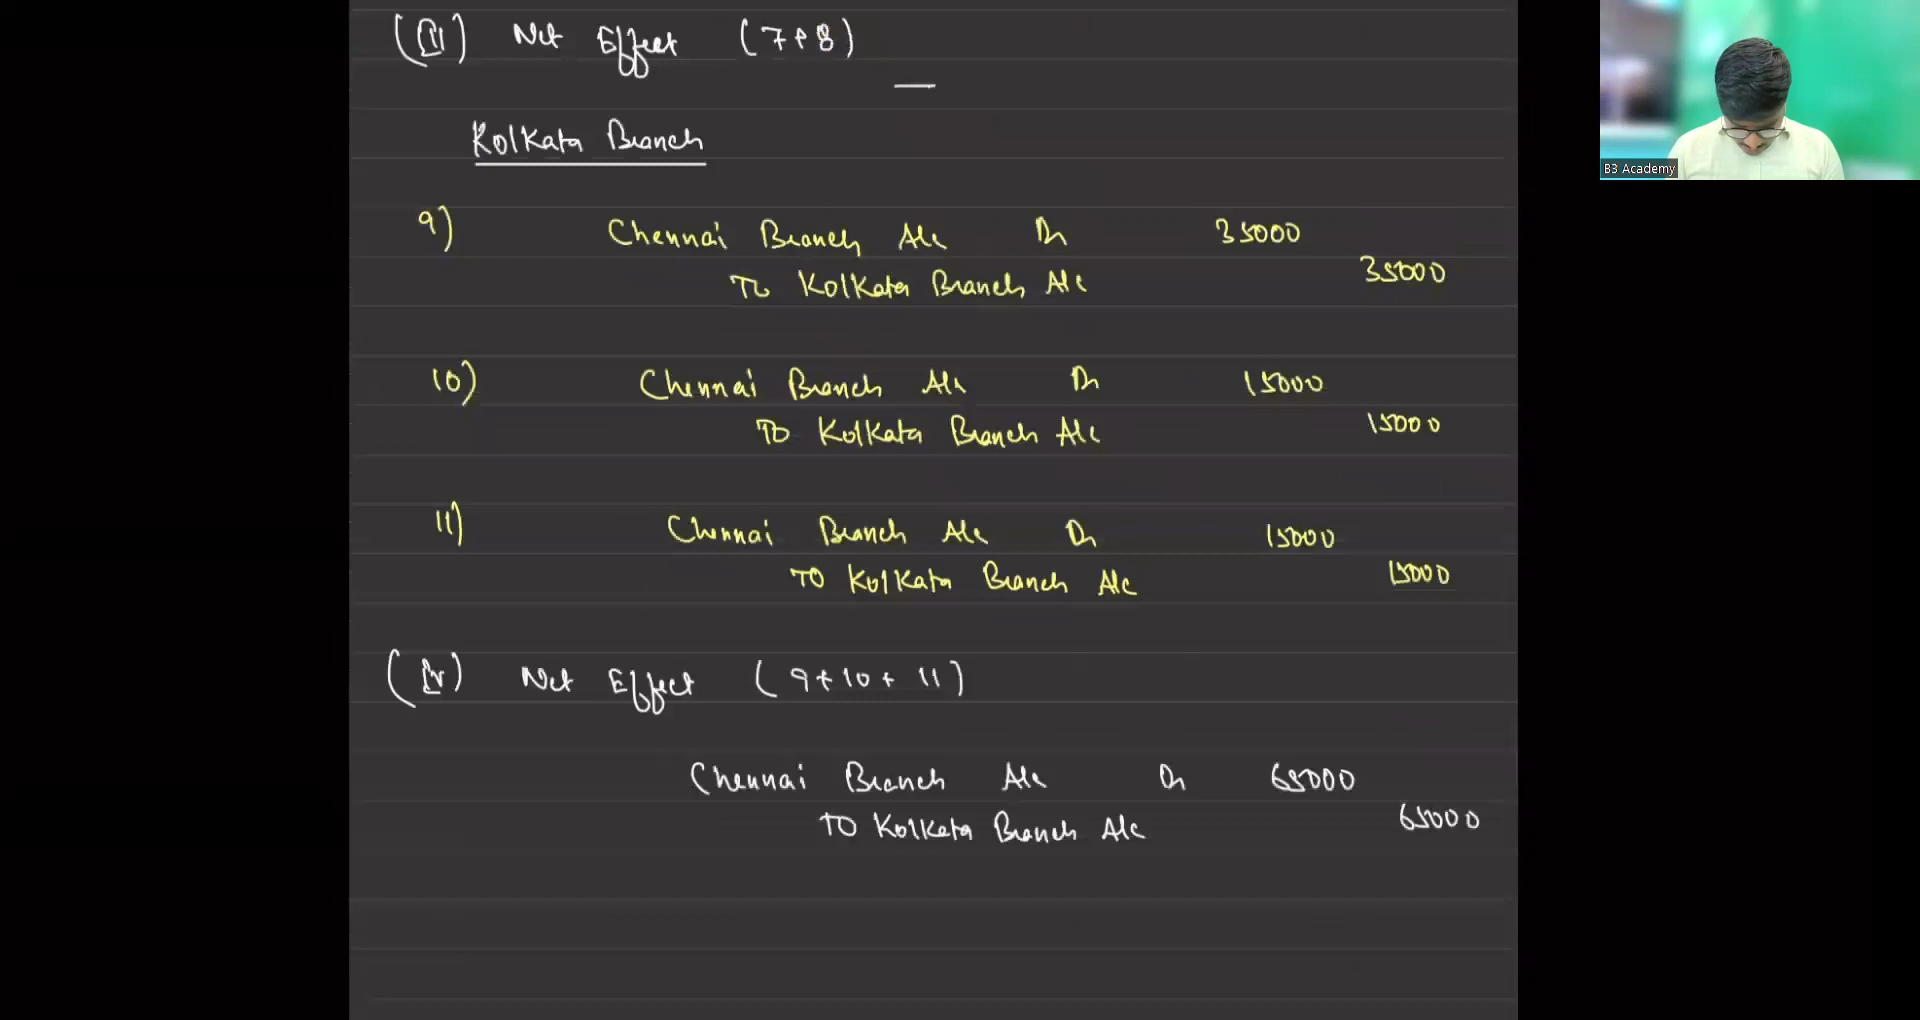 (III) Net Effect (7+8)
B3 Academy
Kolkata Branch
9) Chennai Branch A/c Dr 35000
To Kolkata Branch A/c 35000
10) Chennai Branch A/c Dr 15000
To Kolkata Branch A/c 15000
11) Chennai Branch A/c Dr 15000
To Kolkata Branch A/c 15000
(IV) Net Effect (9+10+11)
Chennai Branch A/c Dr 65000
To Kolkata Branch A/c 65000